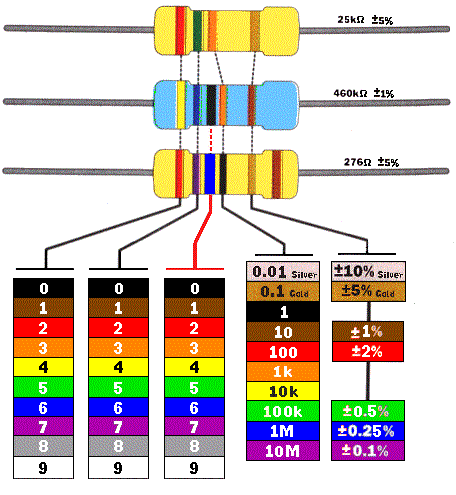 25kΩ ±5%
460kΩ ±1%
276Ω ±5%
0 0 0 0.01 Silver ±10% Silver
1 1 1 0.1 Gold ±5% Gold
2 2 2 1
3 3 3 10 ±1%
4 4 4 100 ±2%
5 5 5 1k
6 6 6 10k
7 7 7 100k ±0.5%
8 8 8 1M ±0.25%
9 9 9 10M ±0.1%